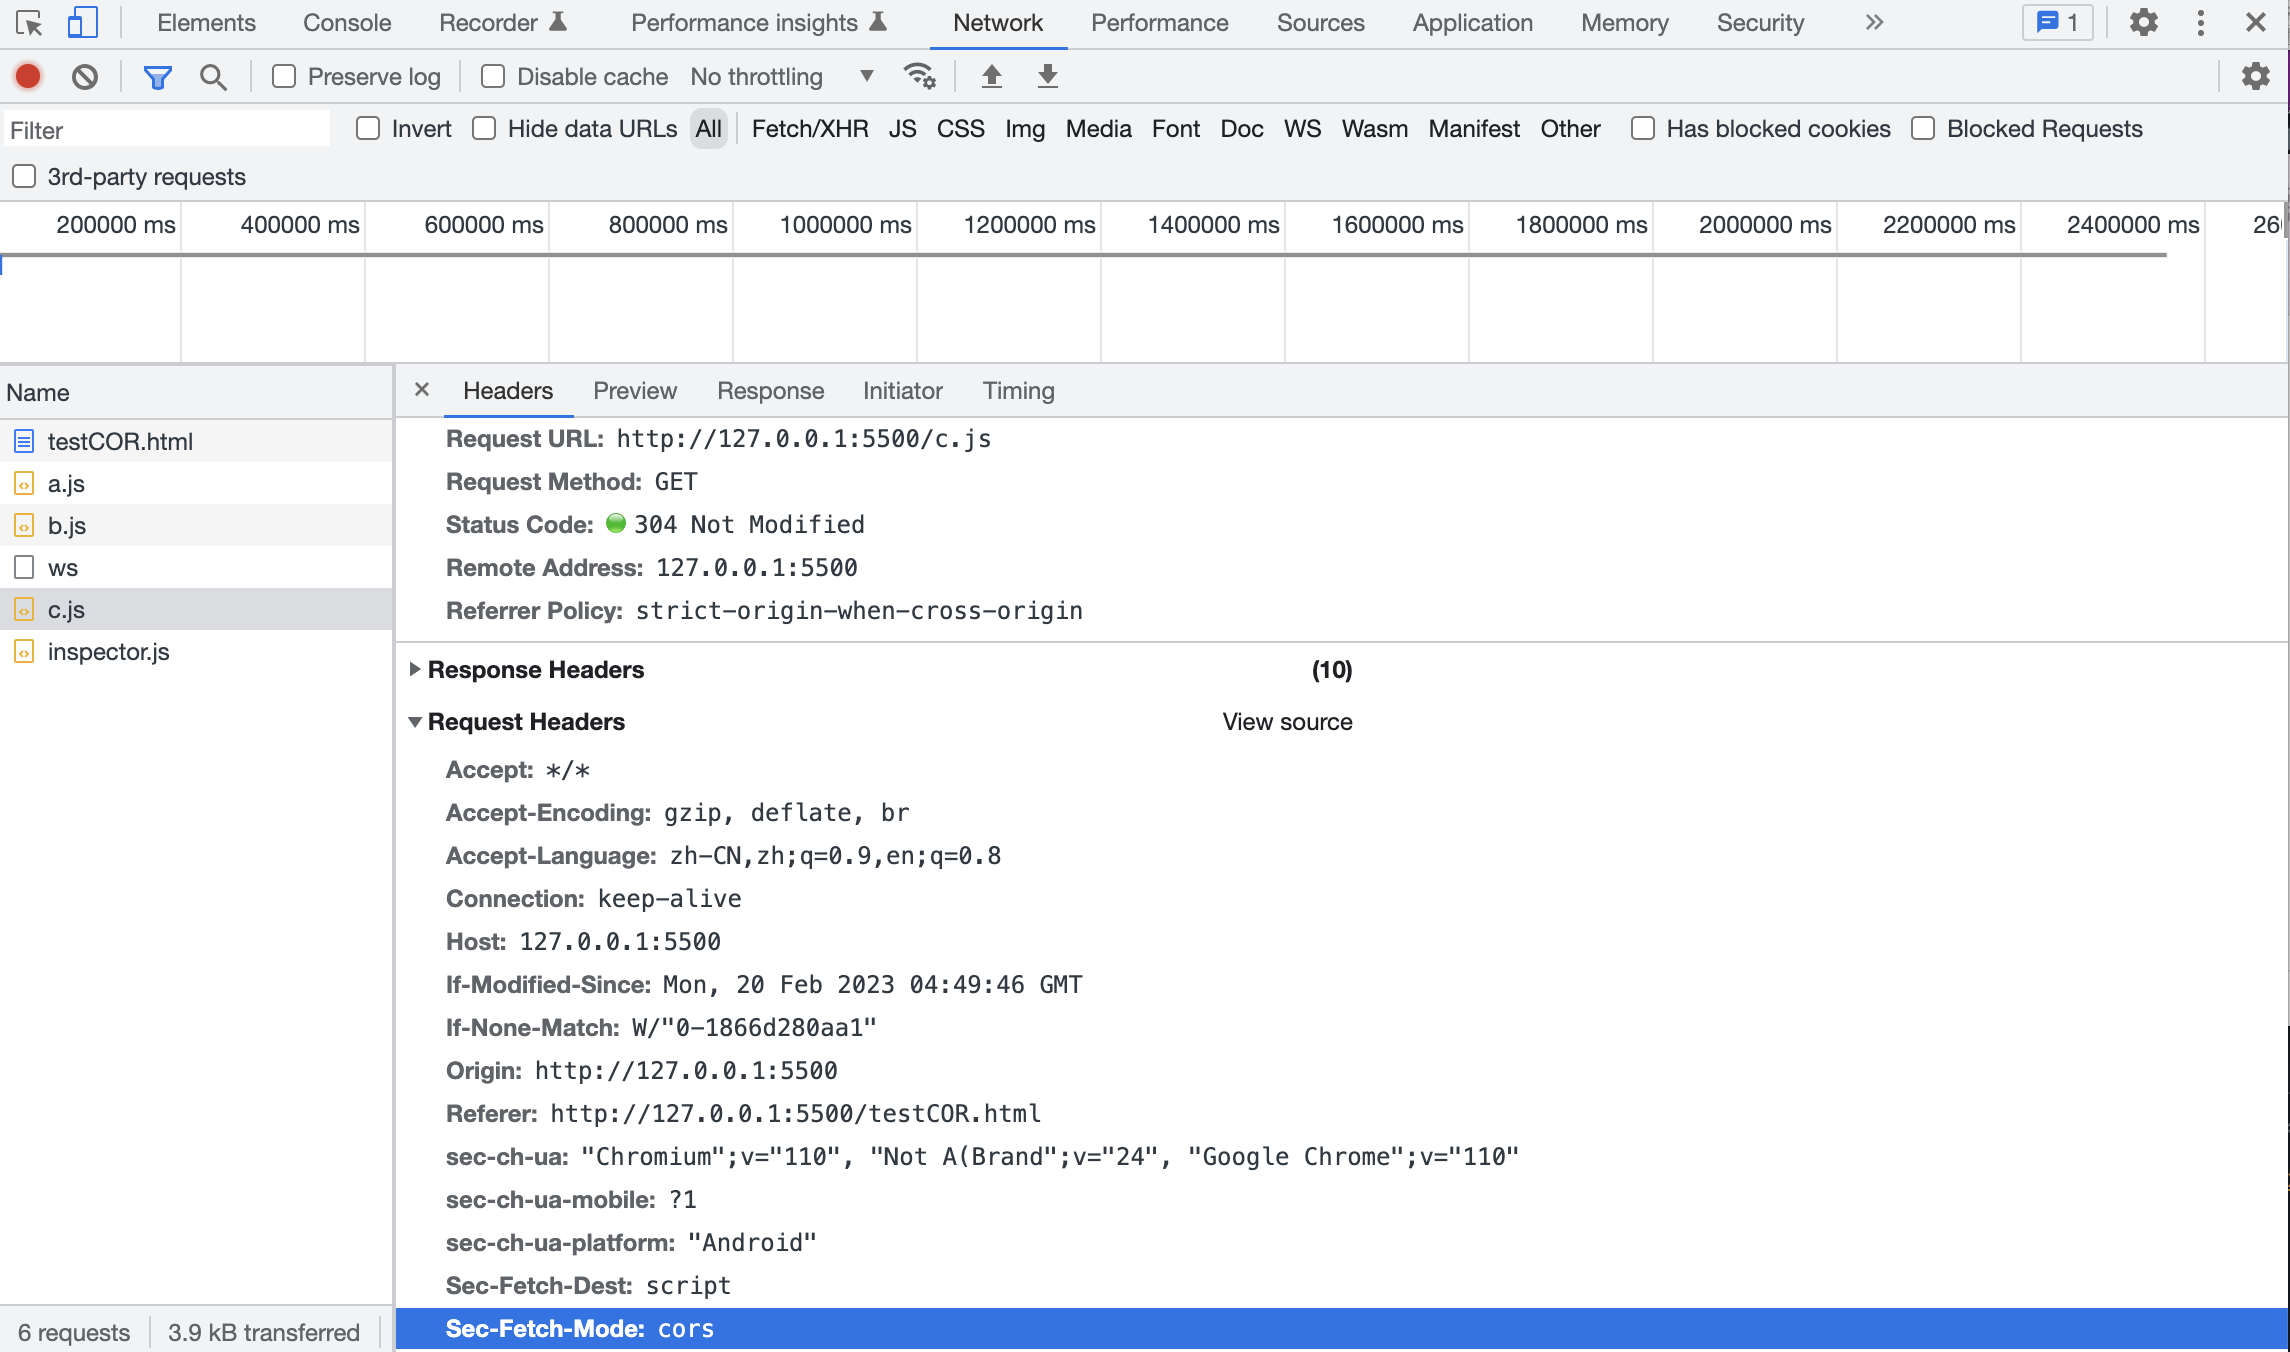 Elements Console Recorder Performance insights Network Performance Sources Application Memory Security 1
Preserve log Disable cache No throttling
Filter Invert Hide data URLs All Fetch/XHR JS CSS Img Media Font Doc WS Wasm Manifest Other Has blocked cookies Blocked Requests
3rd-party requests
200000 ms 400000 ms 600000 ms 800000 ms 1000000 ms 1200000 ms 1400000 ms 1600000 ms 1800000 ms 2000000 ms 2200000 ms 2400000 ms
Name
testCOR.html
a.js
b.js
ws
c.js
inspector.js
6 requests 3.9 kB transferred
Headers Preview Response Initiator Timing
Request URL: http://127.0.0.1:5500/c.js
Request Method: GET
Status Code: 304 Not Modified
Remote Address: 127.0.0.1:5500
Referrer Policy: strict-origin-when-cross-origin
Response Headers (10)
Request Headers View source
Accept: */*
Accept-Encoding: gzip, deflate, br
Accept-Language: zh-CN,zh;q=0.9,en;q=0.8
Connection: keep-alive
Host: 127.0.0.1:5500
If-Modified-Since: Mon, 20 Feb 2023 04:49:46 GMT
If-None-Match: W/"0-1866d280aa1"
Origin: http://127.0.0.1:5500
Referer: http://127.0.0.1:5500/testCOR.html
sec-ch-ua: "Chromium";v="110", "Not A(Brand";v="24", "Google Chrome";v="110"
sec-ch-ua-mobile: ?1
sec-ch-ua-platform: "Android"
Sec-Fetch-Dest: script
Sec-Fetch-Mode: cors